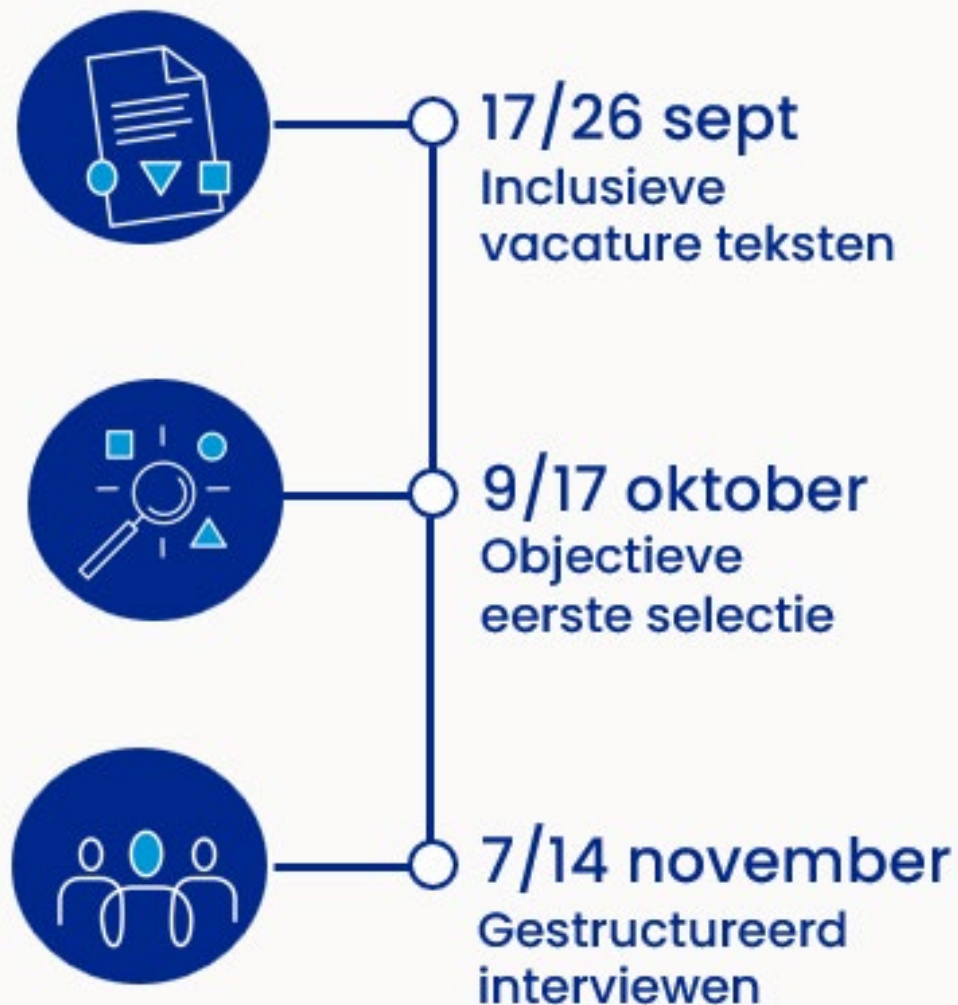 17/26 sept
Inclusieve
vacature teksten
9/17 oktober
Objectieve
eerste selectie
7/14 november
Gestructureerd
interviewen